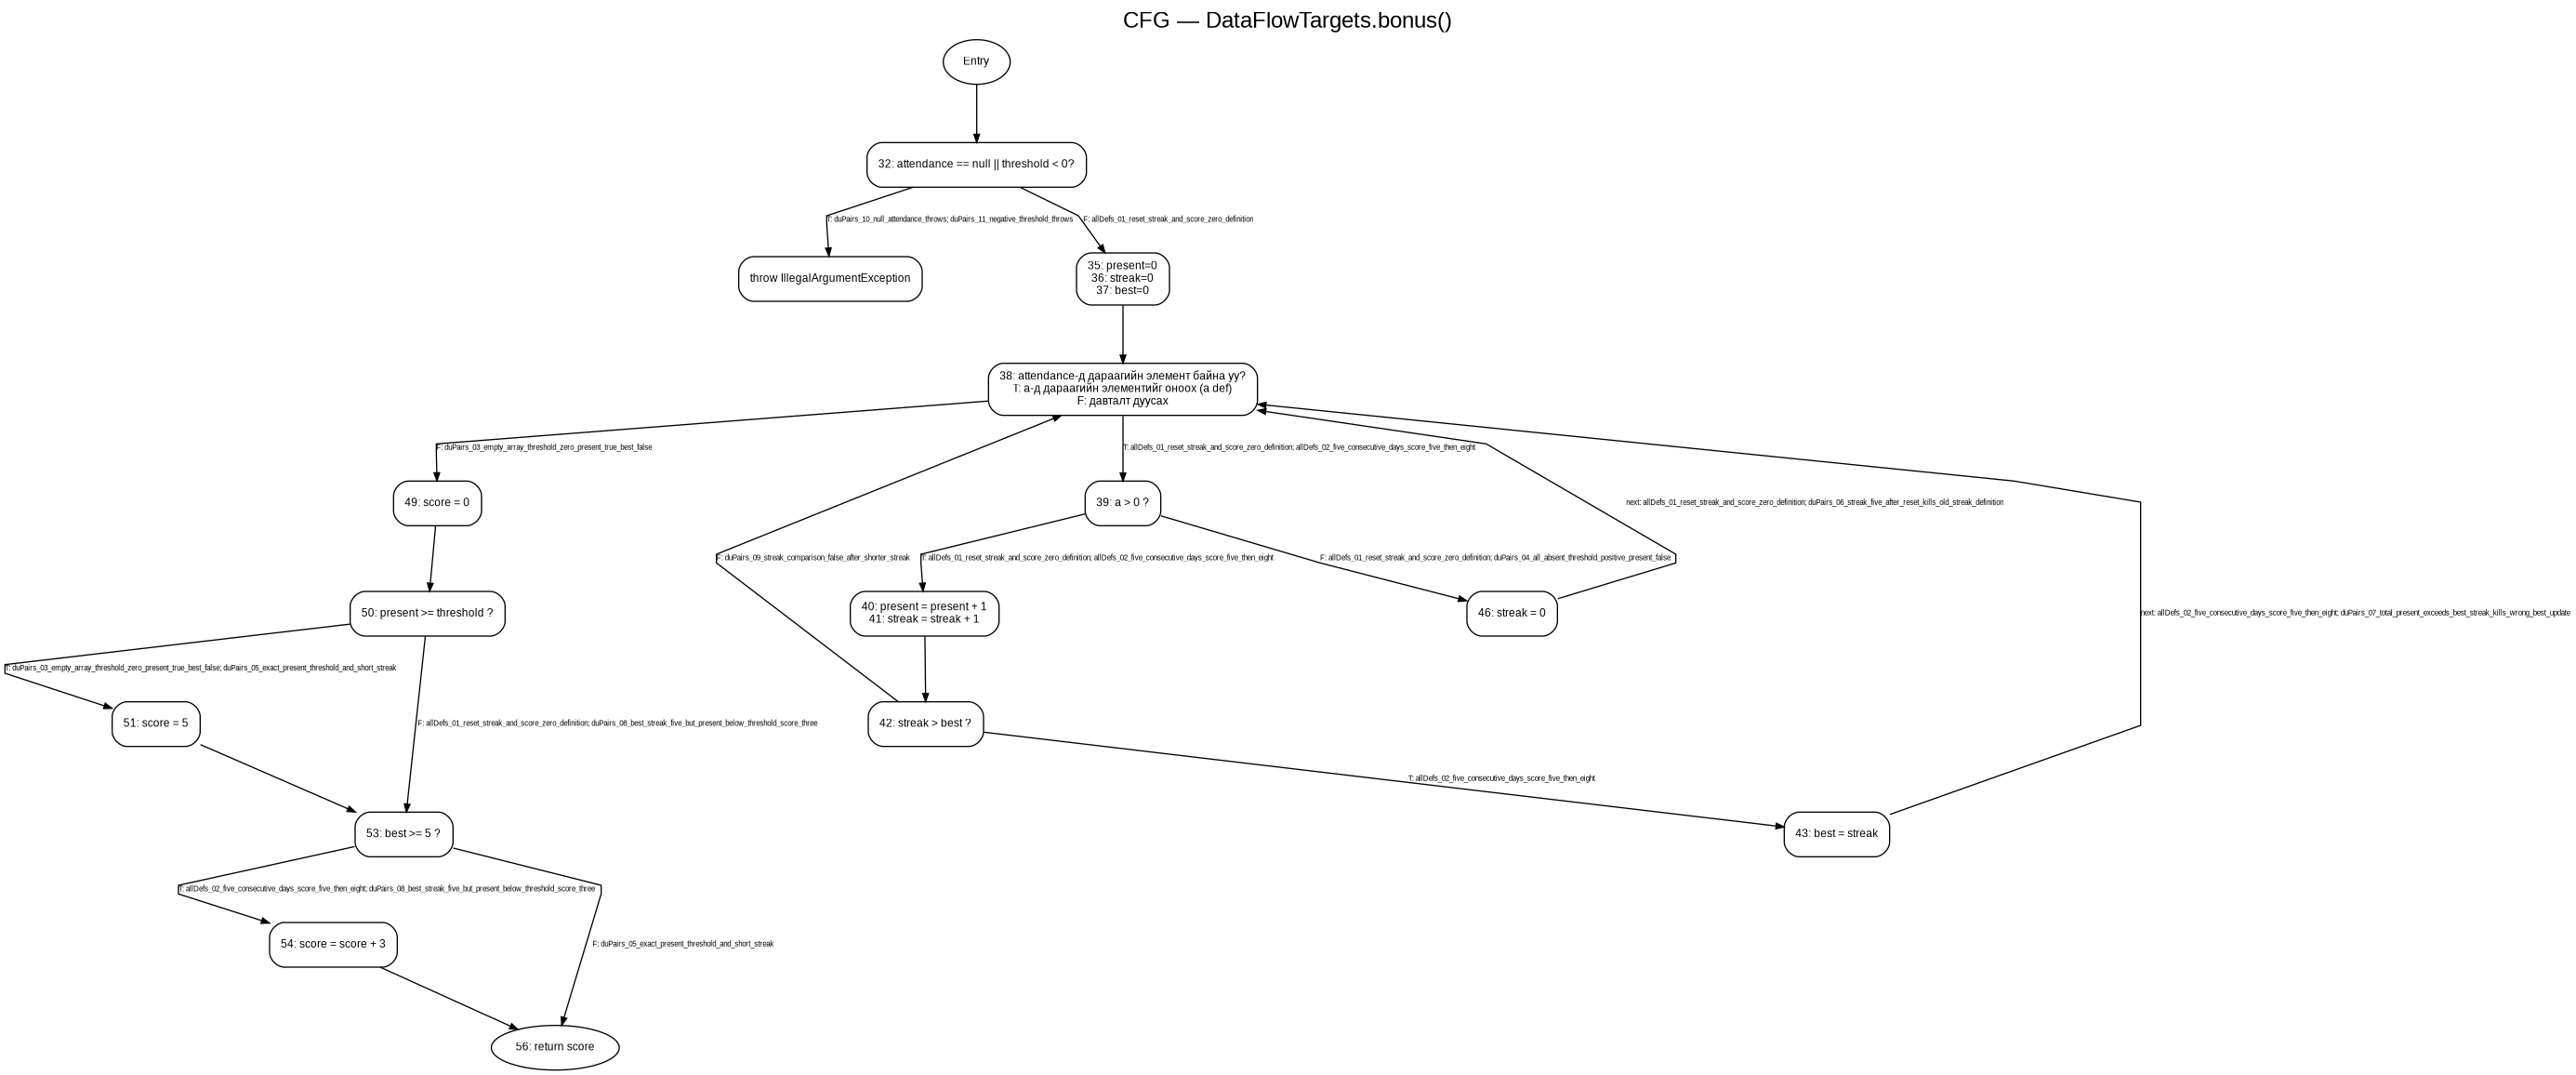 CFG — DataFlowTargets.bonus()
Entry
32: attendance == null || threshold < 0?
T: duPairs_10_null_attendance_throws; duPairs_11_negative_threshold_throws
F: allDefs_01_reset_streak_and_score_zero_definition
throw IllegalArgumentException
35: present=0
36: streak=0
37: best=0
38: attendance-д дараагийн элемент байна уу?
T: a-д дараагийн элементийг оноох (a def)
F: давталт дуусах
F: duPairs_03_empty_array_threshold_zero_present_true_best_false
T: allDefs_01_reset_streak_and_score_zero_definition; allDefs_02_five_consecutive_days_score_five_then_eight
49: score = 0
39: a > 0 ?
next: allDefs_01_reset_streak_and_score_zero_definition; duPairs_06_streak_five_after_reset_kills_old_streak_definition
F: duPairs_09_streak_comparison_false_after_shorter_streak
T: allDefs_01_reset_streak_and_score_zero_definition; allDefs_02_five_consecutive_days_score_five_then_eight
F: allDefs_01_reset_streak_and_score_zero_definition; duPairs_04_all_absent_threshold_positive_present_false
50: present >= threshold ?
40: present = present + 1
41: streak = streak + 1
46: streak = 0
next: allDefs_02_five_consecutive_days_score_five_then_eight; duPairs_07_total_present_exceeds_best_streak_kills_wrong_best_update
T: duPairs_03_empty_array_threshold_zero_present_true_best_false; duPairs_05_exact_present_threshold_and_short_streak
51: score = 5
F: allDefs_01_reset_streak_and_score_zero_definition; duPairs_08_best_streak_five_but_present_below_threshold_score_three
42: streak > best ?
T: allDefs_02_five_consecutive_days_score_five_then_eight
53: best >= 5 ?
43: best = streak
T: allDefs_02_five_consecutive_days_score_five_then_eight; duPairs_08_best_streak_five_but_present_below_threshold_score_three
54: score = score + 3
F: duPairs_05_exact_present_threshold_and_short_streak
56: return score